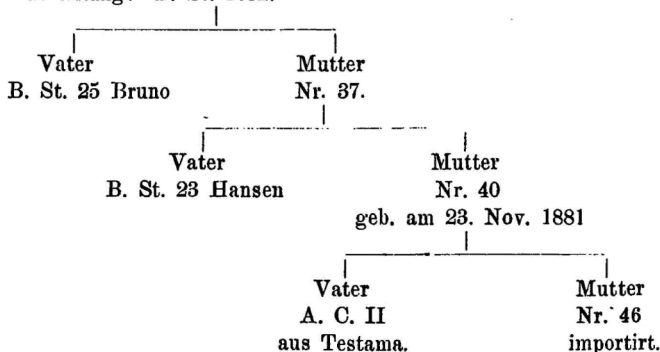 Vater Mutter
B. St. 25 Bruno Nr. 37.
Vater Mutter
B. St. 23 Hansen Nr. 40
geb. am 23. Nov. 1881
Vater Mutter
A. C. II Nr. 46
aus Testama. importirt.